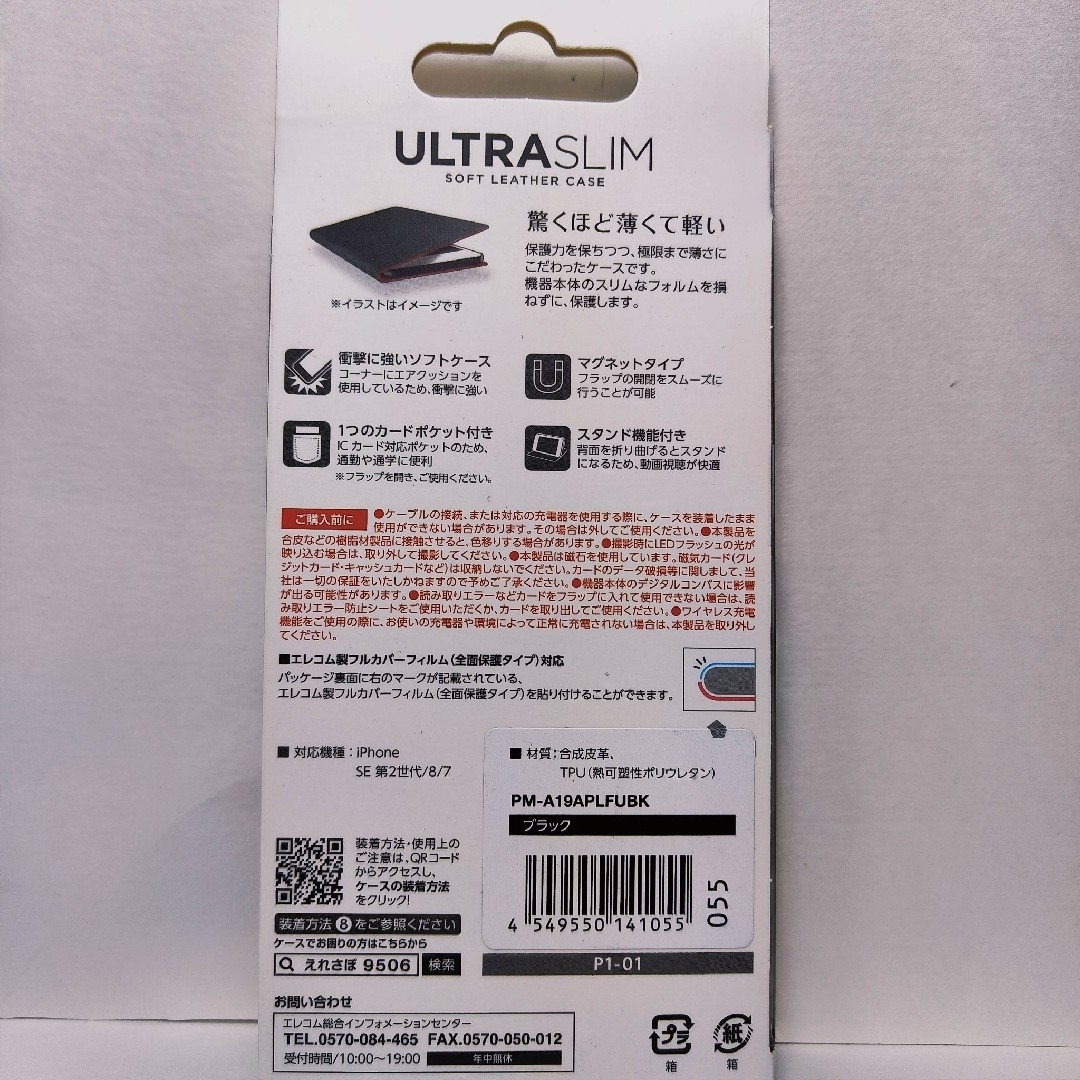 ULTRASLIM
SOFT LEATHER CASE
驚くほど薄くて軽い
保護力を保ちつつ、極限まで薄さに
こだわったケースです。
機器本体のスリムなフォルムを損
ねずに、保護します。
※イラストはイメージです
衝撃に強いソフトケース
コーナーにエアクッションを
使用しているため、衝撃に強い
マグネットタイプ
フラップの開閉をスムーズに
行うことが可能
1つのカードポケット付き
ICカード対応ポケットのため、
通勤や通学に便利
※フラップを開き、ご使用ください。
スタンド機能付き
背面を折り曲げるとスタンド
になるため、動画視聴が快適
ご購入前に ●ケーブルの接続、または対応の充電器を使用する際に、ケースを装着したまま
使用ができない場合があります。その場合は外してご使用ください。●本製品を
合皮などの樹脂材製品に接触させると、色移りする場合があります。●撮影時にLEDフラッシュの光が
映り込む場合は、取り外して撮影してください。●本製品は磁石を使用しています。磁気カード(クレ
ジットカード・キャッシュカードなど)は収納しないでください。カードのデータ破損等に関しまして、当
社は一切の保証をいたしかねますので予めご了承ください。●機器本体のデジタルコンパスに影響
が出る可能性があります。●読み取りエラーなどカードをフラップに入れて使用できない場合は、読
み取りエラー防止シートをご使用いただくか、カードを取り出してご使用ください。●ワイヤレス充電
機能をご使用の際に、お使いの充電器や環境によって正常に充電されない場合は、本製品を取り外し
てください。
■エレコム製フルカバーフィルム(全面保護タイプ)対応
パッケージ裏面に右のマークが記載されている、
エレコム製フルカバーフィルム(全面保護タイプ)を貼り付けることができます。
■ 対応機種：iPhone
SE 第2世代/8/7
■ 材質：合成皮革、
TPU(熱可塑性ポリウレタン)
PM-A19APLFUBK
ブラック
4 549550 141055
055
P1-01
装着方法・使用上の
ご注意は、QRコード
からアクセスし、
ケースの装着方法
をクリック!
装着方法 8 をご参照ください
ケースでお困りの方はこちらから
えれさぽ 9506 検索
お問い合わせ
エレコム総合インフォメーションセンター
TEL.0570-084-465 FAX.0570-050-012
受付時間/10:00～19:00 年中無休
プラ
箱
紙
箱